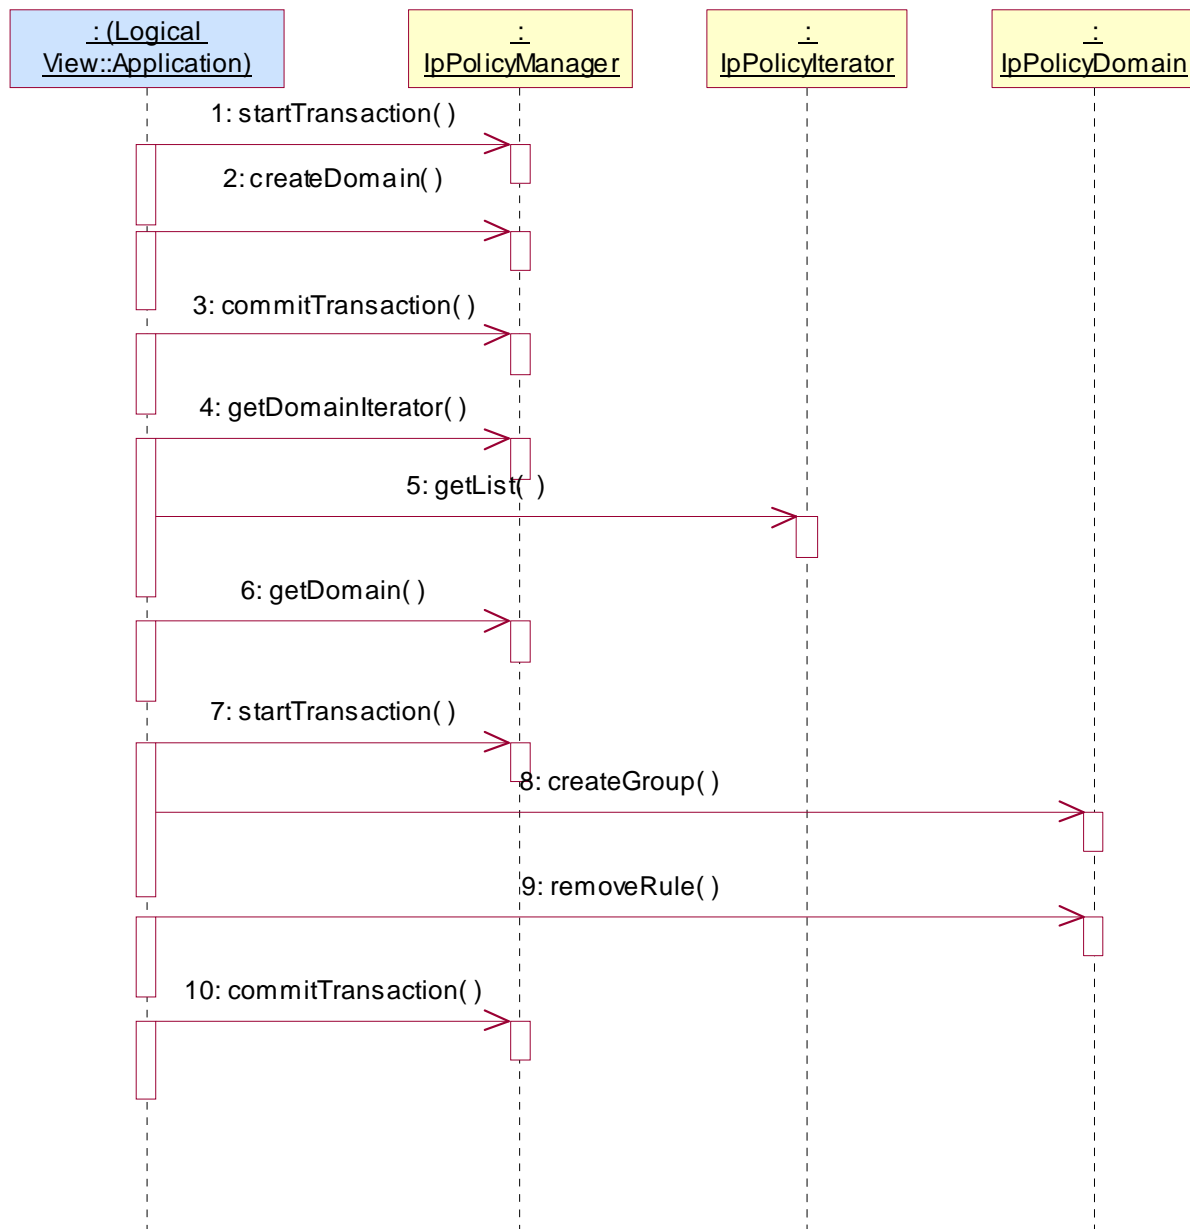 : (Logical
View::Application)
:
IpPolicyManager
:
IpPolicyIterator
:
IpPolicyDomain
1: startTransaction( )
2: createDomain( )
3: commitTransaction( )
4: getDomainIterator( )
5: getList( )
6: getDomain( )
7: startTransaction( )
8: createGroup( )
9: removeRule( )
10: commitTransaction( )